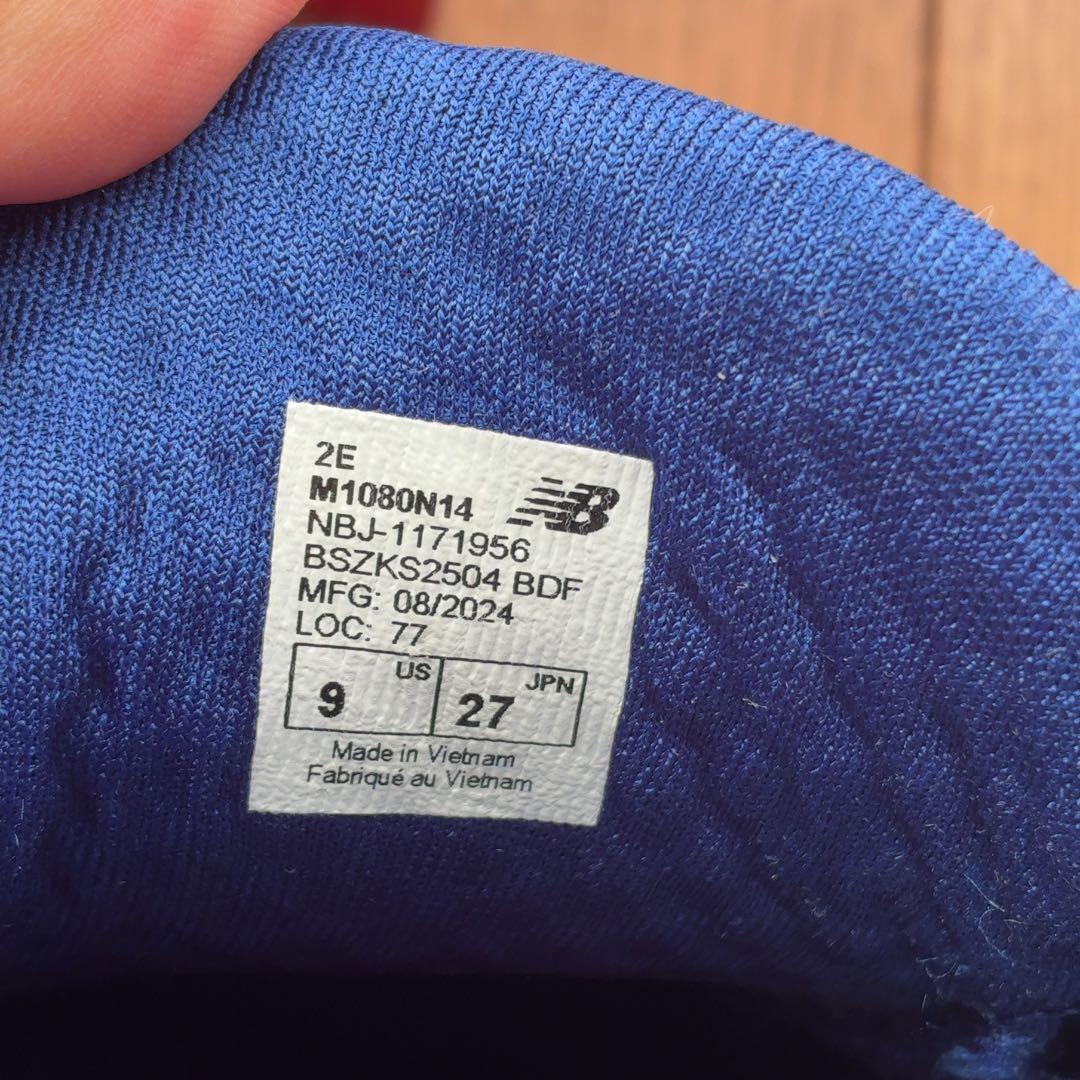 2E
M1080N14
NB
NBJ-1171956
BSZKS2504 BDF
MFG: 08/2024
LOC: 77
US
9
JPN
27
Made in Vietnam
Fabriqué au Vietnam